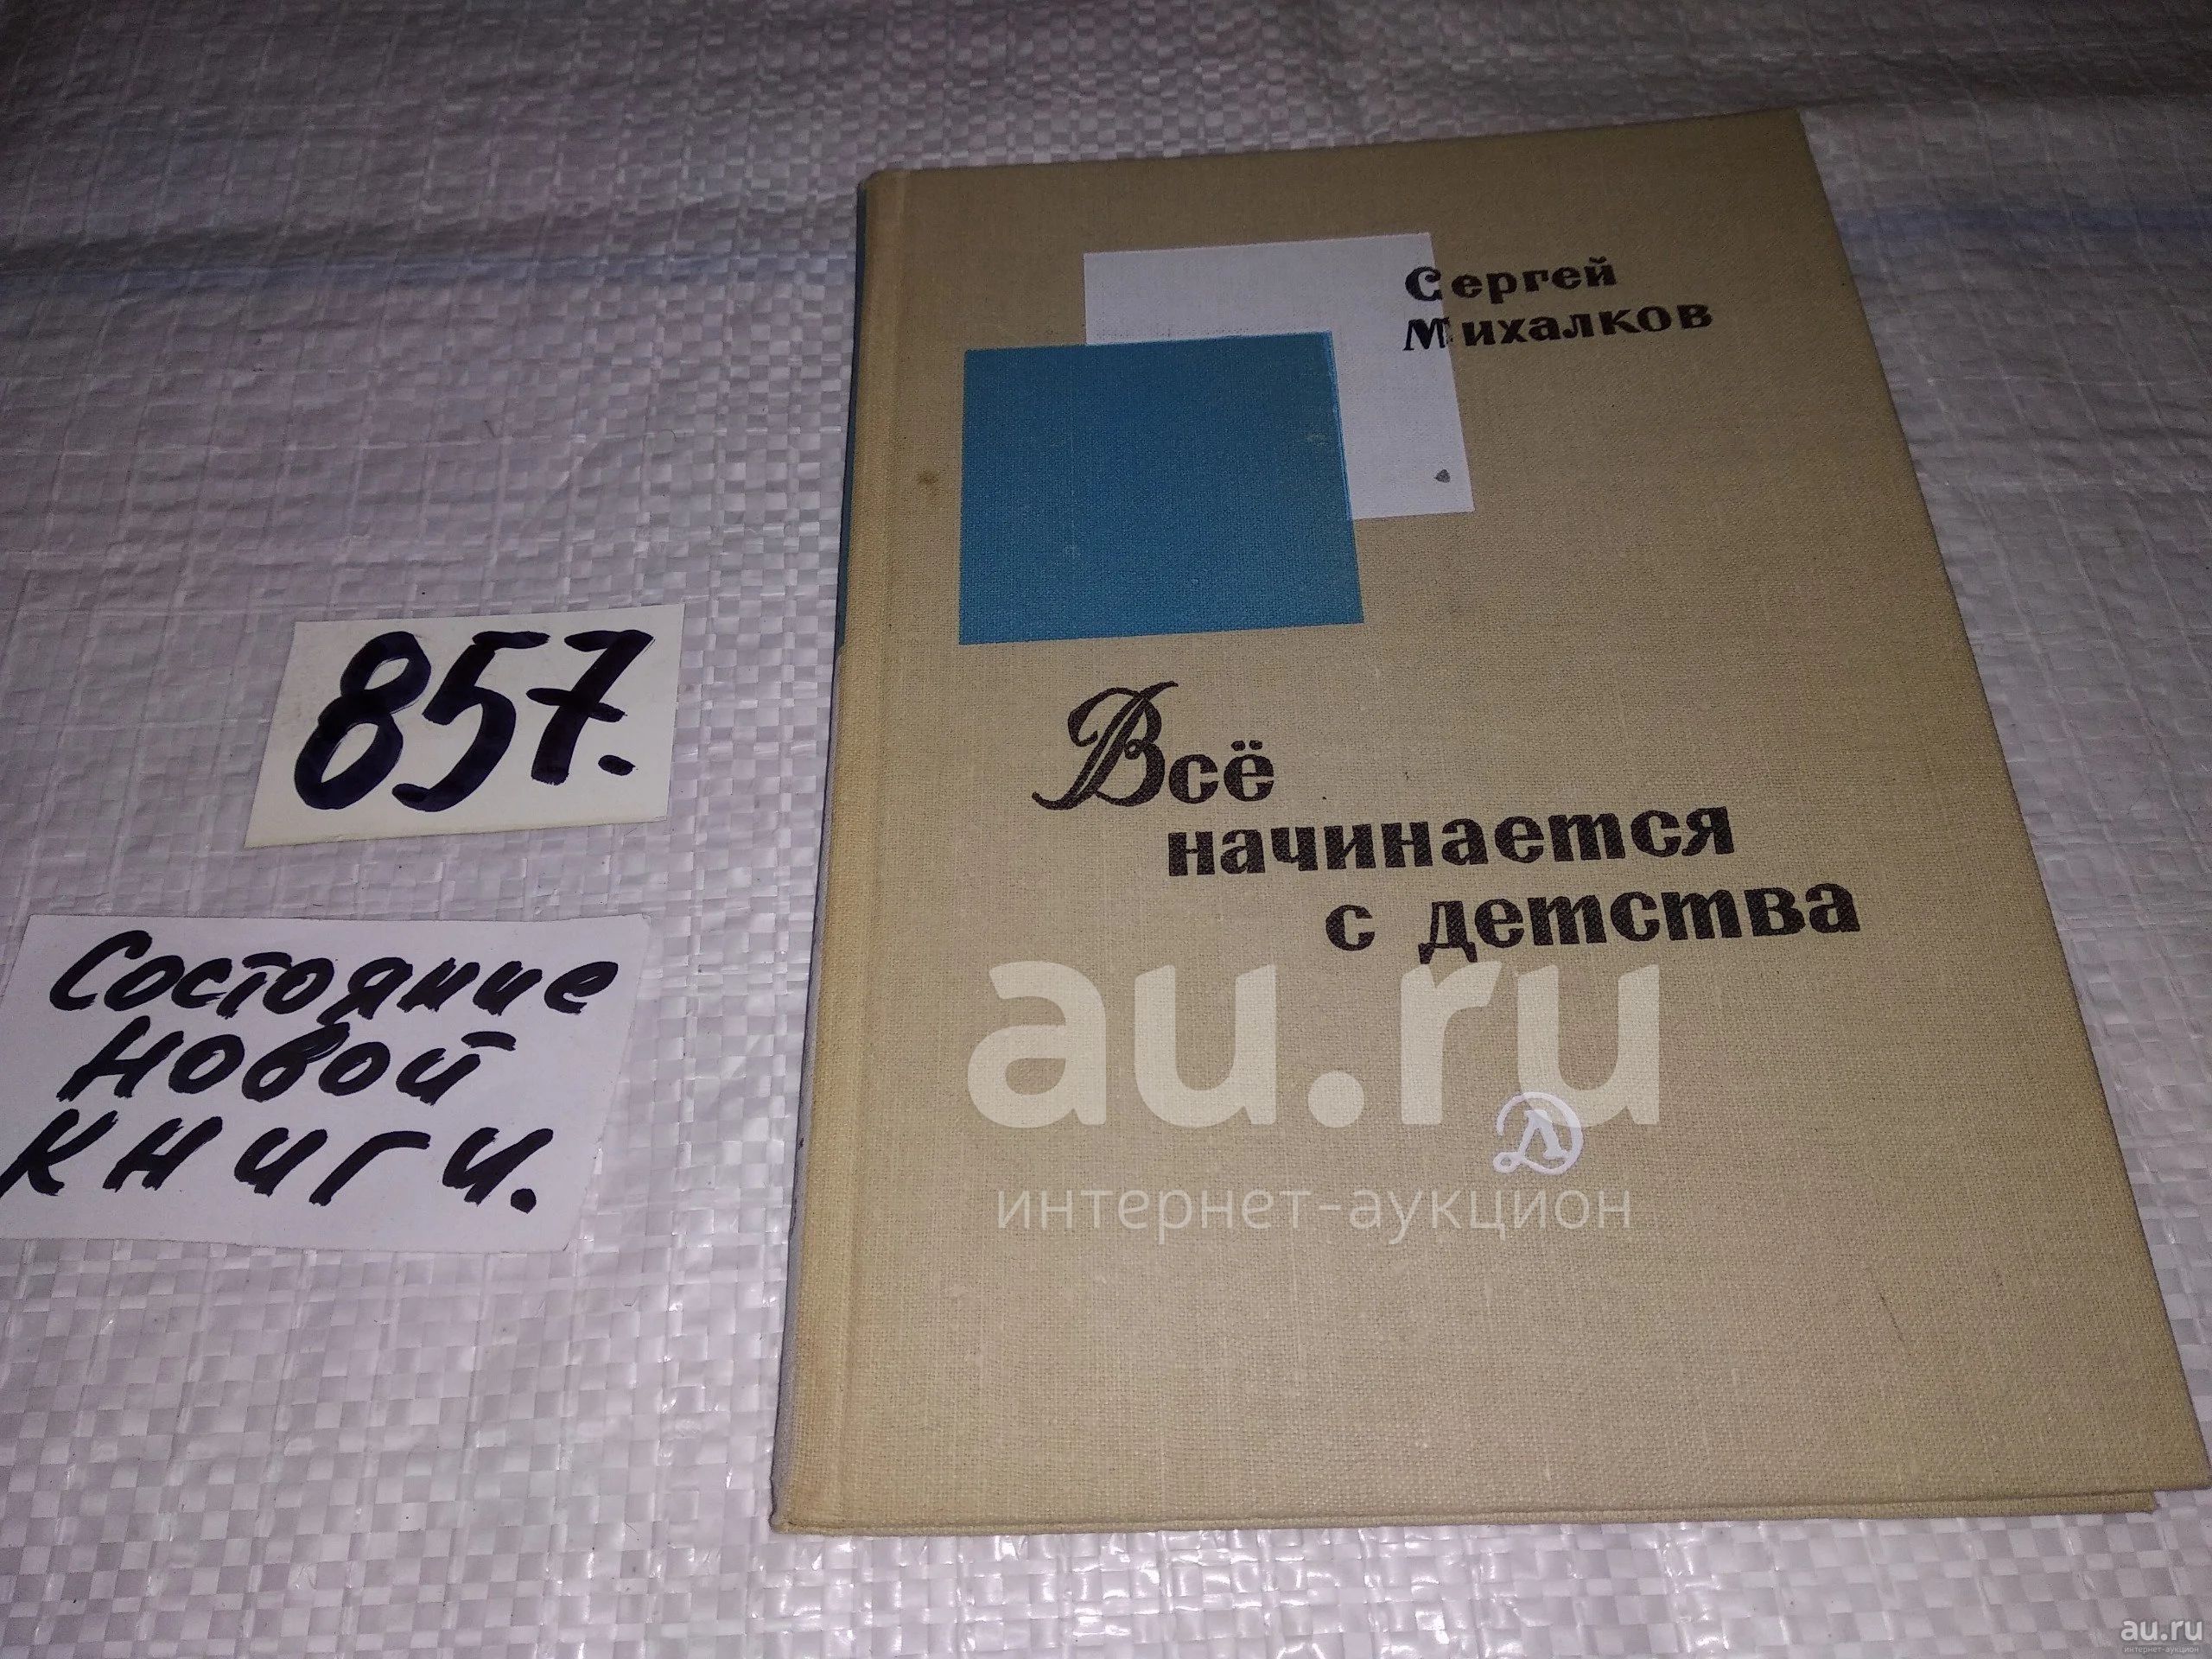 Сергей
Михалков
Всё
начинается
с детства
857.
Состояние
новой
книги.
au.ru
интернет-аукцион
au.ru
интернет-аукцион